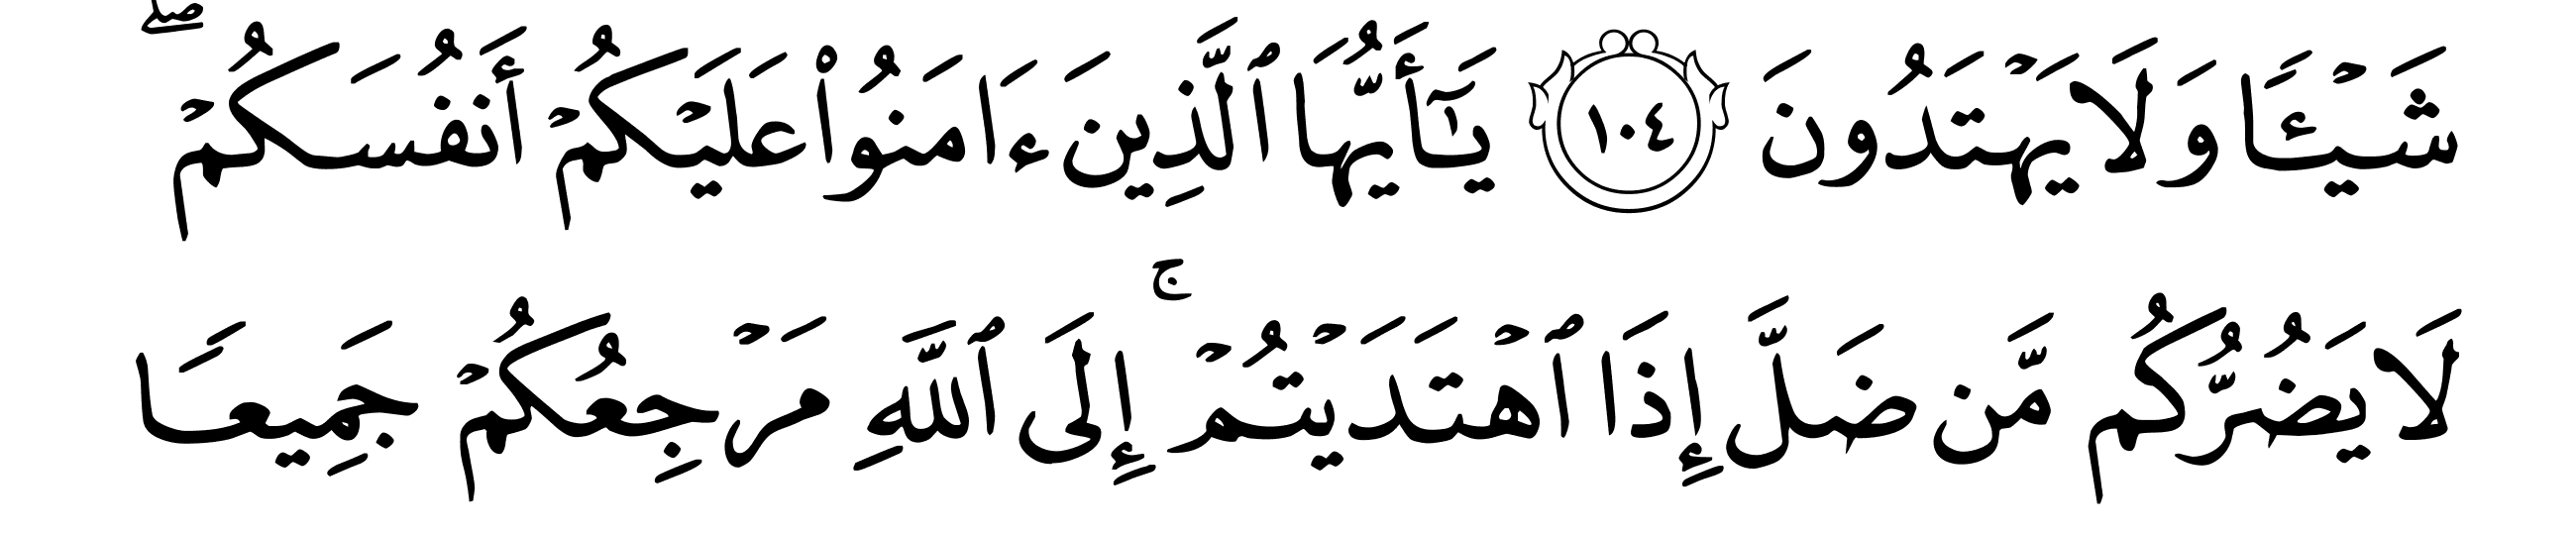 شَيۡـٔٗا وَلَا يَهۡتَدُونَ ١٠٤ يَٰٓأَيُّهَا ٱلَّذِينَ ءَامَنُواْ عَلَيۡكُمۡ أَنفُسَكُمۡۖ
لَا يَضُرُّكُم مَّن ضَلَّ إِذَا ٱهۡتَدَيۡتُمۡۚ إِلَى ٱللَّهِ مَرۡجِعُكُمۡ جَمِيعٗا